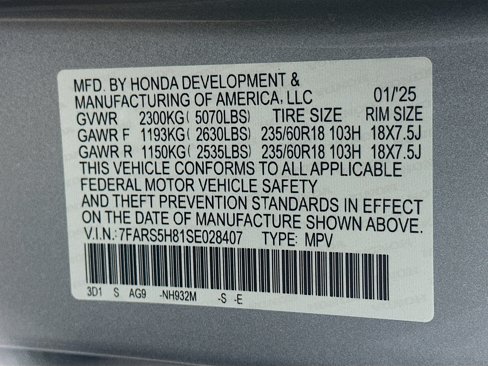 MFD. BY HONDA DEVELOPMENT &
MANUFACTURING OF AMERICA, LLC 01/'25
GVWR 2300KG( 5070LBS) TIRE SIZE RIM SIZE
GAWR F 1193KG( 2630LBS) 235/60R18 103H 18X7.5J
GAWR R 1150KG( 2535LBS) 235/60R18 103H 18X7.5J
THIS VEHICLE CONFORMS TO ALL APPLICABLE
FEDERAL MOTOR VEHICLE SAFETY
AND THEFT PREVENTION STANDARDS IN EFFECT
ON THE DATE OF MANUFACTURE SHOWN ABOVE.
V.I.N.: 7FARS5H81SE028407 TYPE: MPV
3D1 S AG9 -NH932M -S -E